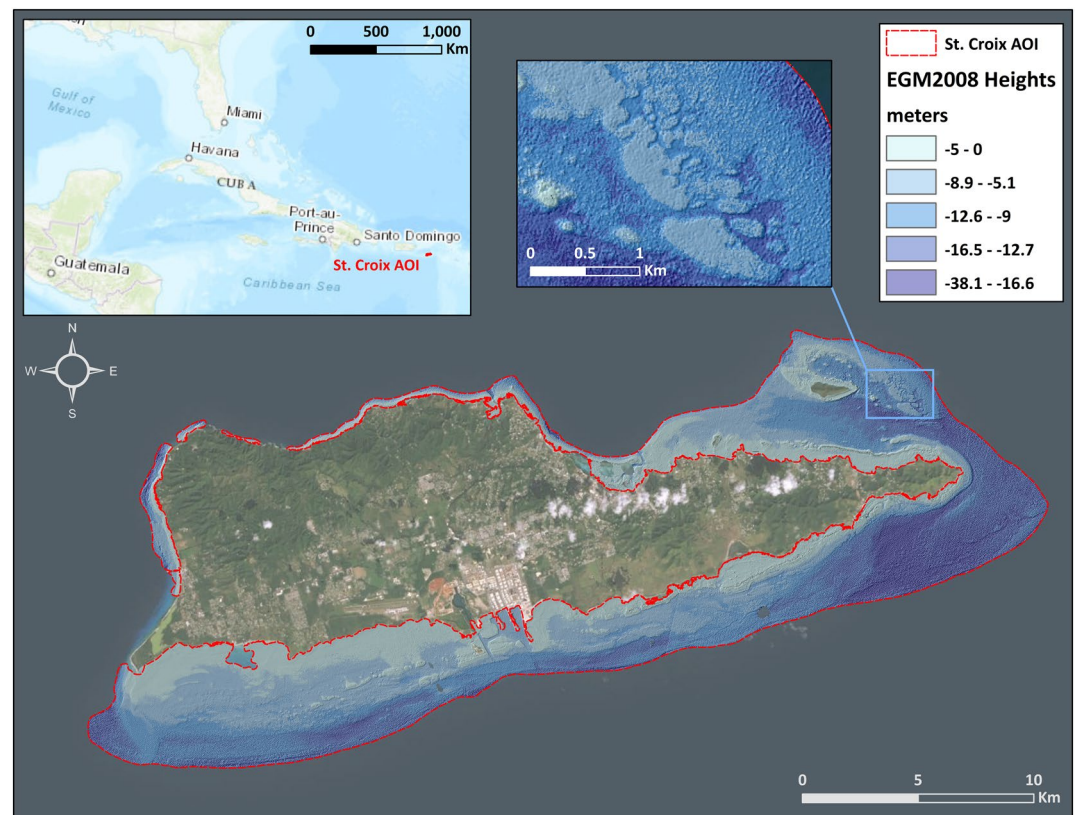 0 500 1,000
Km
Gulf of
Mexico
Miami
Havana
CUBA
Port-au-
Prince
Santo Domingo
St. Croix AOI
Guatemala
Caribbean Sea
0 0.5 1
Km
St. Croix AOI
EGM2008 Heights
meters
-5 - 0
-8.9 - -5.1
-12.6 - -9
-16.5 - -12.7
-38.1 - -16.6
N
W E
S
0 5 10
Km